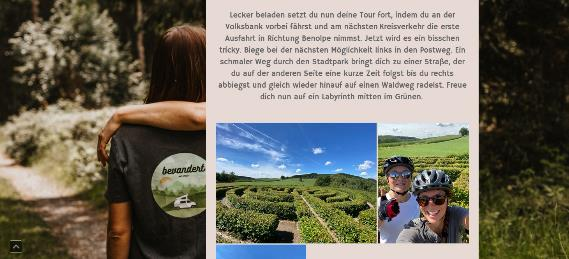 Lecker beladen setzt du nun deine Tour fort, indem du an der
Volksbank vorbei fährst und am nächsten Kreisverkehr die erste
Ausfahrt in Richtung Benolpe nimmst. Jetzt wird es ein bisschen
tricky. Biege bei der nächsten Möglichkeit links in den Postweg. Ein
schmaler Weg durch den Stadtpark bringt dich zu einer Straße, der
du auf der anderen Seite eine kurze Zeit folgst bis du rechts
abbiegst und gleich wieder hinauf auf einen Waldweg radelst. Freue
dich nun auf ein Labyrinth mitten im Grünen.
bevandert